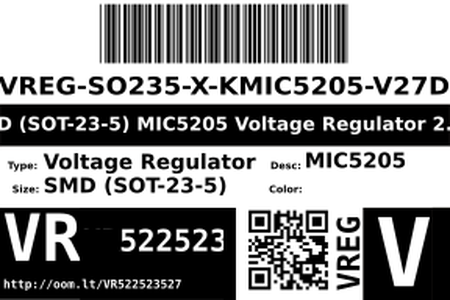 VREG-SO235-X-KMIC5205-V27D
D (SOT-23-5) MIC5205 Voltage Regulator 2.
Type: Voltage Regulator Desc: MIC5205
Size: SMD (SOT-23-5) Color:
VR 522523 VREG V
http://oom.lt/VR522523527